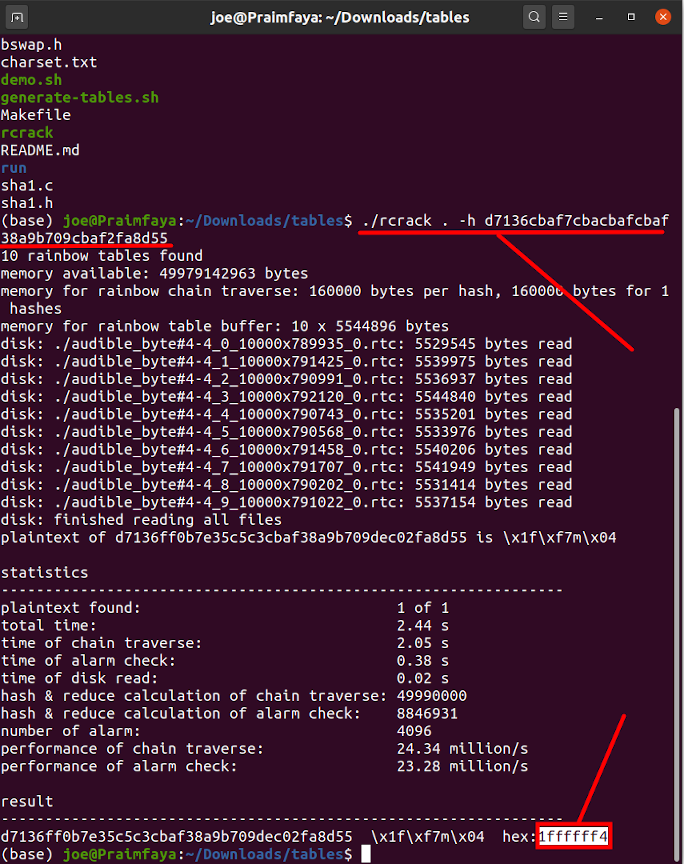 joe@Praimfaya: ~/Downloads/tables
bswap.h
charset.txt
demo.sh
generate-tables.sh
Makefile
rcrack
README.md
run
sha1.c
sha1.h
(base) joe@Praimfaya:~/Downloads/tables$ ./rcrack . -h d7136cbaf7cbacbafcbaf
38a9b709cbaf2fa8d55
10 rainbow tables found
memory available: 49979142963 bytes
memory for rainbow chain traverse: 160000 bytes per hash, 160000 bytes for 1
hashes
memory for rainbow table buffer: 10 x 5544896 bytes
disk: ./audible_byte#4-4_0_10000x789935_0.rtc: 5529545 bytes read
disk: ./audible_byte#4-4_1_10000x791425_0.rtc: 5539975 bytes read
disk: ./audible_byte#4-4_2_10000x790991_0.rtc: 5536937 bytes read
disk: ./audible_byte#4-4_3_10000x792120_0.rtc: 5544840 bytes read
disk: ./audible_byte#4-4_4_10000x790743_0.rtc: 5535201 bytes read
disk: ./audible_byte#4-4_5_10000x790568_0.rtc: 5533976 bytes read
disk: ./audible_byte#4-4_6_10000x791458_0.rtc: 5540206 bytes read
disk: ./audible_byte#4-4_7_10000x791707_0.rtc: 5541949 bytes read
disk: ./audible_byte#4-4_8_10000x790202_0.rtc: 5531414 bytes read
disk: ./audible_byte#4-4_9_10000x791022_0.rtc: 5537154 bytes read
disk: finished reading all files
plaintext of d7136ff0b7e35c5c3cbaf38a9b709dec02fa8d55 is \x1f\xf7m\x04
statistics
----------------------------------------------------------------
plaintext found: 1 of 1
total time: 2.44 s
time of chain traverse: 2.05 s
time of alarm check: 0.38 s
time of disk read: 0.02 s
hash & reduce calculation of chain traverse: 49990000
hash & reduce calculation of alarm check: 8846931
number of alarm: 4096
performance of chain traverse: 24.34 million/s
performance of alarm check: 23.28 million/s
result
----------------------------------------------------------------
d7136ff0b7e35c5c3cbaf38a9b709dec02fa8d55 \x1f\xf7m\x04 hex:1ffffff4
(base) joe@Praimfaya:~/Downloads/tables$